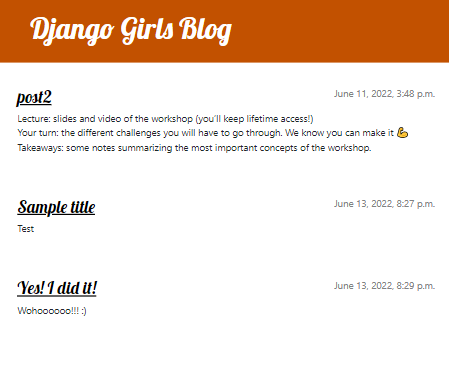 Django Girls Blog
post2
June 11, 2022, 3:48 p.m.
Lecture: slides and video of the workshop (you'll keep lifetime access!)
Your turn: the different challenges you will have to go through. We know you can make it 💪
Takeaways: some notes summarizing the most important concepts of the workshop.
Sample title
June 13, 2022, 8:27 p.m.
Test
Yes! I did it!
June 13, 2022, 8:29 p.m.
Wohoooooo!!! :)